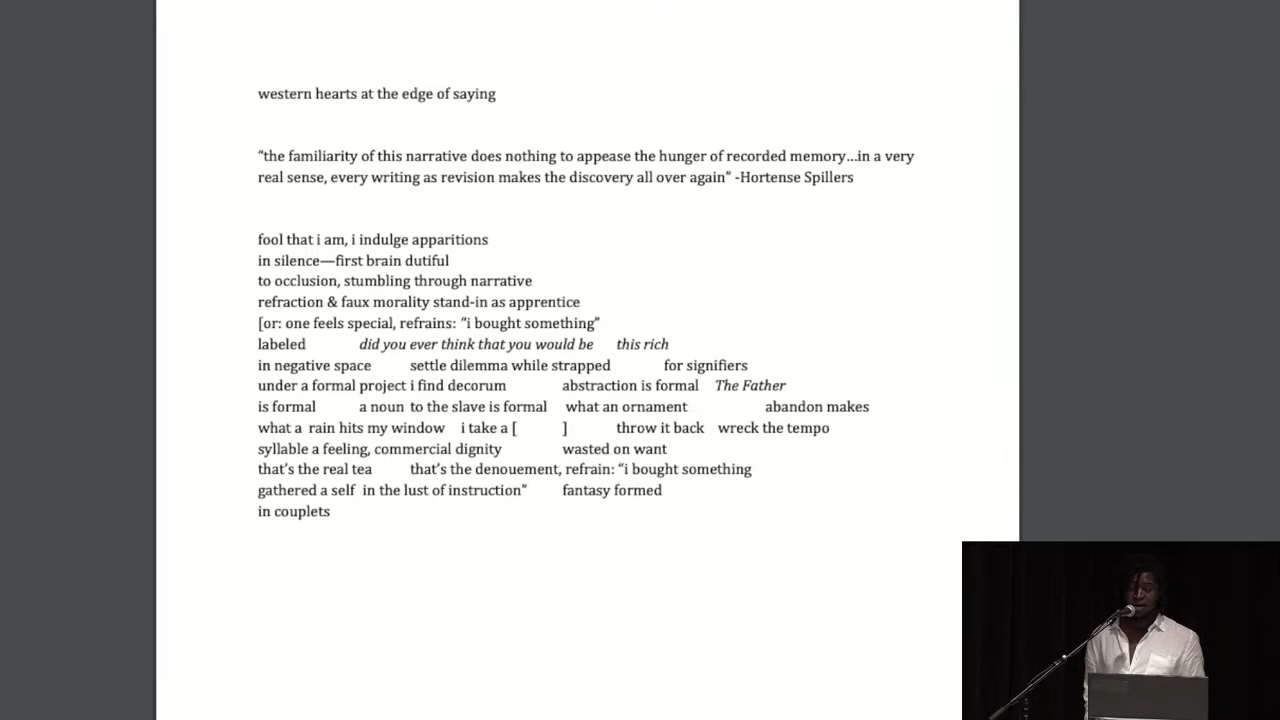 western hearts at the edge of saying
“the familiarity of this narrative does nothing to appease the hunger of recorded memory...in a very
real sense, every writing as revision makes the discovery all over again” -Hortense Spillers
fool that i am, i indulge apparitions
in silence—first brain dutiful
to occlusion, stumbling through narrative
refraction & faux morality stand-in as apprentice
[or: one feels special, refrains: “i bought something”
labeled did you ever think that you would be this rich
in negative space settle dilemma while strapped for signifiers
under a formal project i find decorum abstraction is formal The Father
is formal a noun to the slave is formal what an ornament abandon makes
what a rain hits my window i take a [ ] throw it back wreck the tempo
syllable a feeling, commercial dignity wasted on want
that’s the real tea that’s the denouement, refrain: “i bought something
gathered a self in the lust of instruction” fantasy formed
in couplets